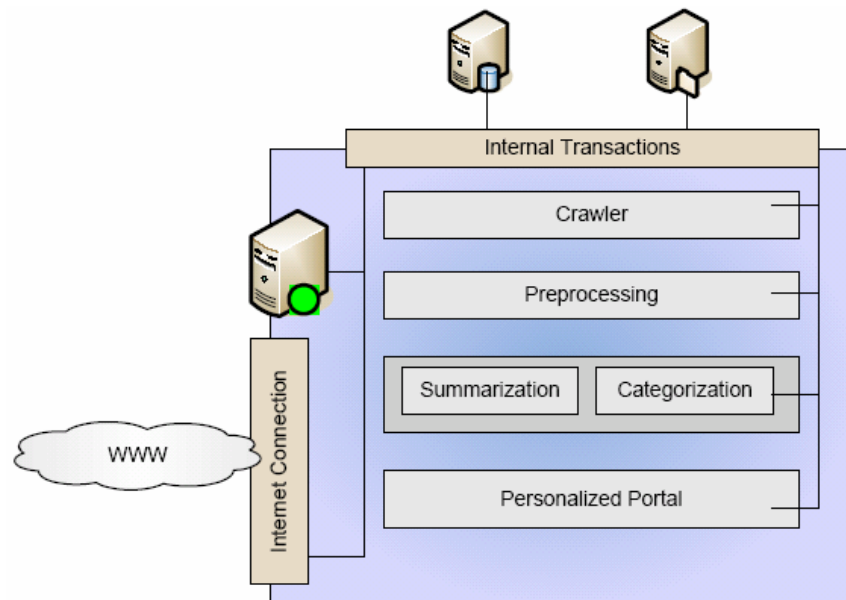 Internal Transactions
Crawler
Preprocessing
Summarization
Categorization
Personalized Portal
Internet Connection
WWW